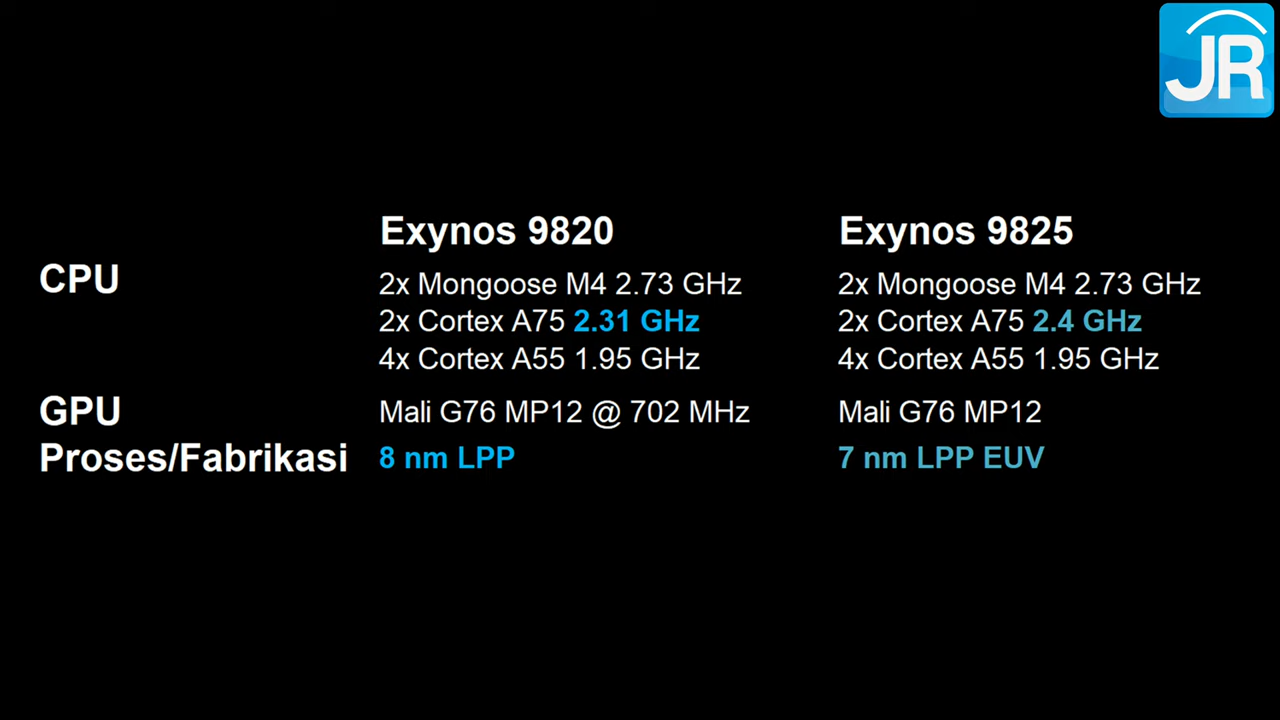 JR
Exynos 9820 Exynos 9825
CPU 2x Mongoose M4 2.73 GHz 2x Mongoose M4 2.73 GHz
2x Cortex A75 2.31 GHz 2x Cortex A75 2.4 GHz
4x Cortex A55 1.95 GHz 4x Cortex A55 1.95 GHz
GPU Mali G76 MP12 @ 702 MHz Mali G76 MP12
Proses/Fabrikasi 8 nm LPP 7 nm LPP EUV